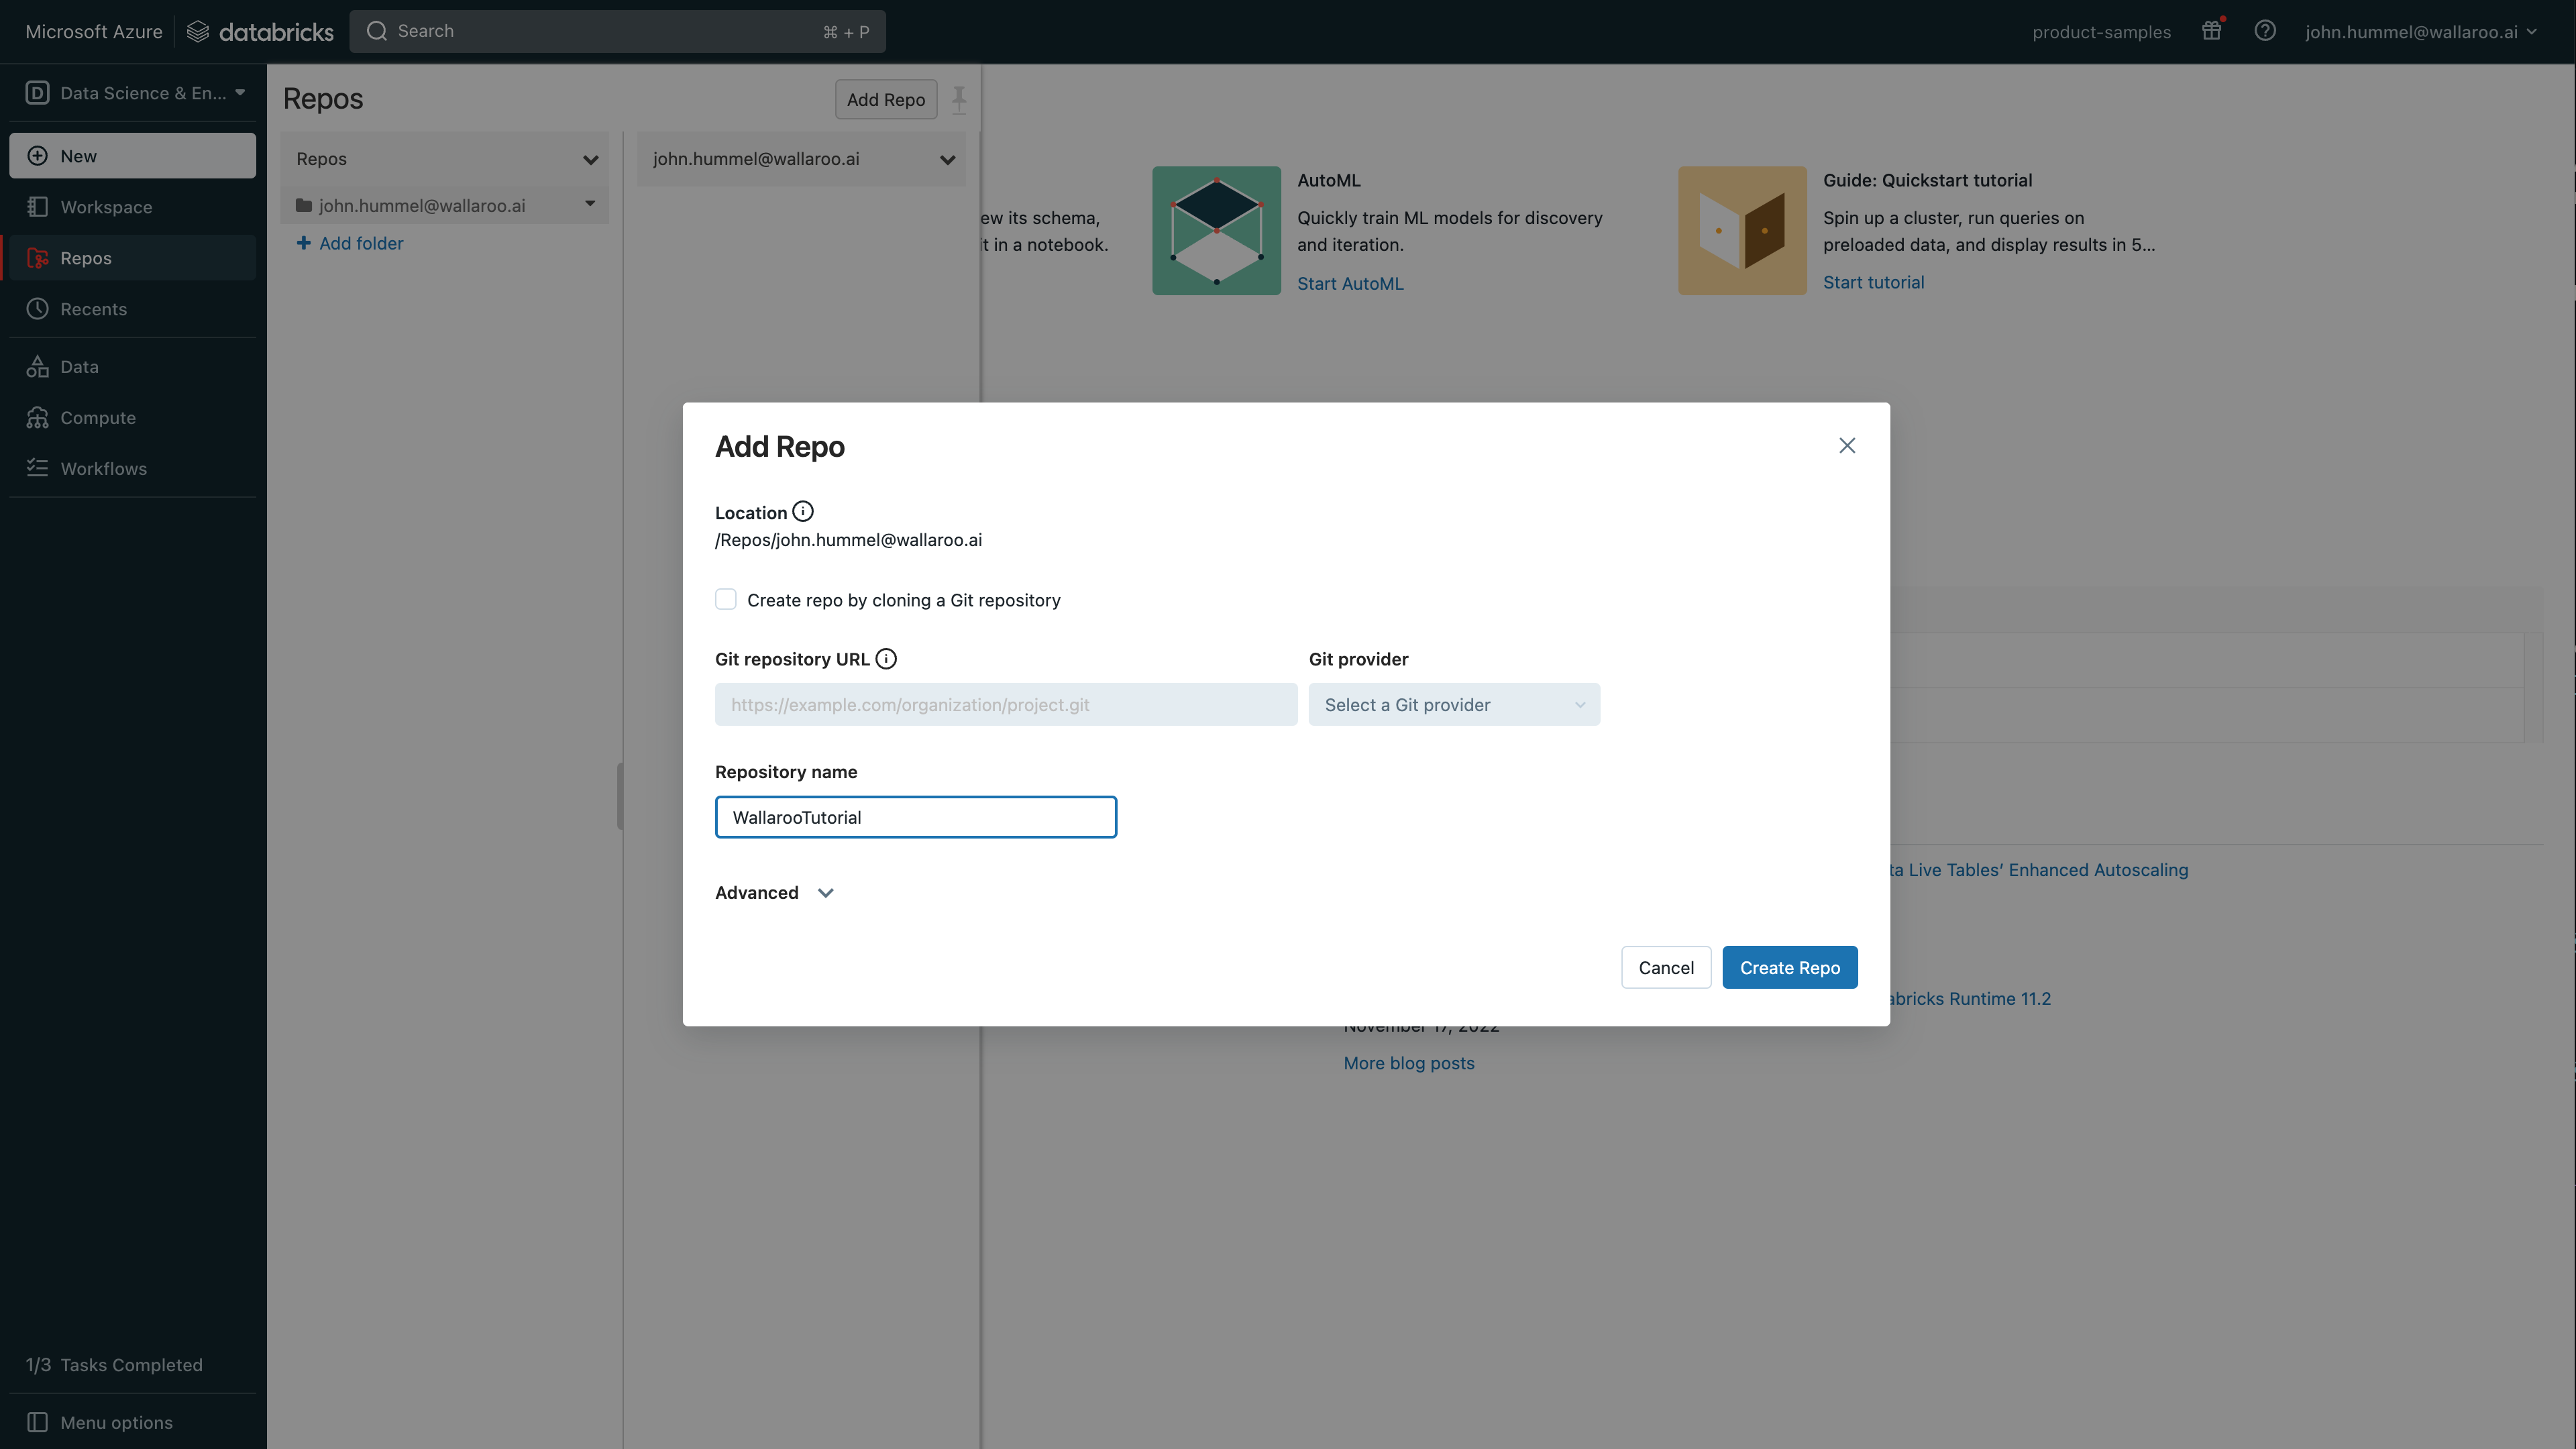 Microsoft Azure
databricks
Search
⌘ + P
product-samples
john.hummel@wallaroo.ai
D Data Science & En...
New
Workspace
Repos
Recents
Data
Compute
Workflows
1/3 Tasks Completed
Menu options
Repos
Add Repo
Repos
john.hummel@wallaroo.ai
john.hummel@wallaroo.ai
+ Add folder
ew its schema,
it in a notebook.
AutoML
Quickly train ML models for discovery
and iteration.
Start AutoML
Guide: Quickstart tutorial
Spin up a cluster, run queries on
preloaded data, and display results in 5...
Start tutorial
Add Repo
Location
/Repos/john.hummel@wallaroo.ai
Create repo by cloning a Git repository
Git repository URL
Git provider
https://example.com/organization/project.git
Select a Git provider
Repository name
WallarooTutorial
Advanced
Cancel
Create Repo
ta Live Tables’ Enhanced Autoscaling
abricks Runtime 11.2
November 17, 2022
More blog posts